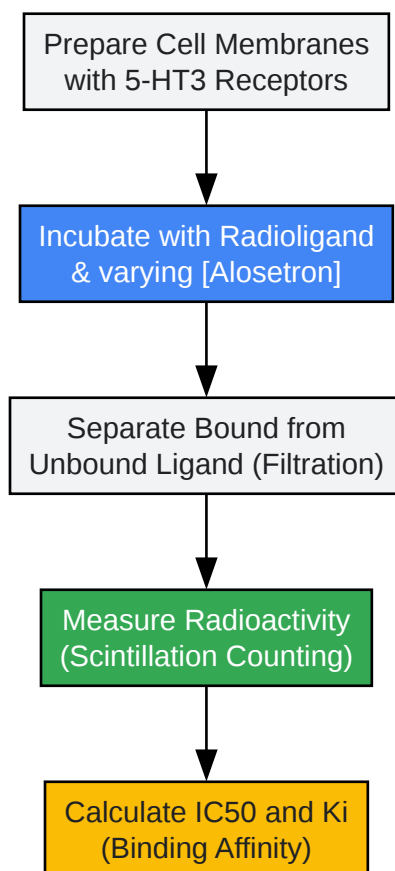 Prepare Cell Membranes
with 5-HT3 Receptors
Incubate with Radioligand
& varying [Alosetron]
Separate Bound from
Unbound Ligand (Filtration)
Measure Radioactivity
(Scintillation Counting)
Calculate IC50 and Ki
(Binding Affinity)